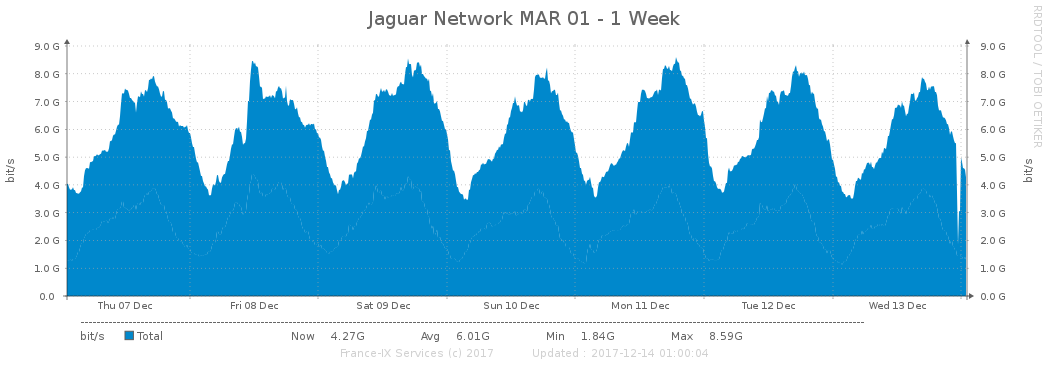 Jaguar Network MAR 01 - 1 Week
RRDTOOL / TOBI OETIKER
bit/s
bit/s
9.0 G 9.0 G
8.0 G 8.0 G
7.0 G 7.0 G
6.0 G 6.0 G
5.0 G 5.0 G
4.0 G 4.0 G
3.0 G 3.0 G
2.0 G 2.0 G
1.0 G 1.0 G
0.0 0.0 G
Thu 07 Dec Fri 08 Dec Sat 09 Dec Sun 10 Dec Mon 11 Dec Tue 12 Dec Wed 13 Dec
bit/s Total Now 4.27G Avg 6.01G Min 1.84G Max 8.59G
France-IX Services (c) 2017 Updated : 2017-12-14 01:00:04